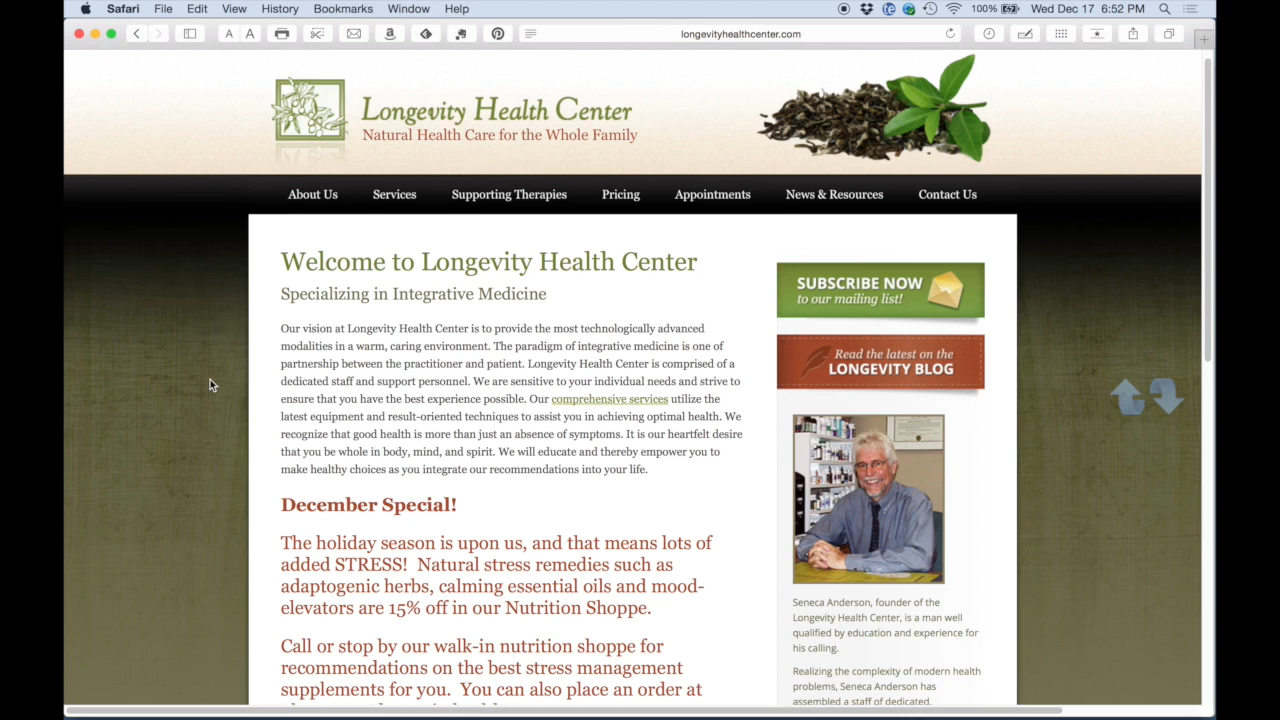 Safari File Edit View History Bookmarks Window Help 100% Wed Dec 17 6:52 PM
A A longevityhealthcenter.com
Longevity Health Center
Natural Health Care for the Whole Family
About Us Services Supporting Therapies Pricing Appointments News & Resources Contact Us
Welcome to Longevity Health Center
Specializing in Integrative Medicine
Our vision at Longevity Health Center is to provide the most technologically advanced
modalities in a warm, caring environment. The paradigm of integrative medicine is one of
partnership between the practitioner and patient. Longevity Health Center is comprised of a
dedicated staff and support personnel. We are sensitive to your individual needs and strive to
ensure that you have the best experience possible. Our comprehensive services utilize the
latest equipment and result-oriented techniques to assist you in achieving optimal health. We
recognize that good health is more than just an absence of symptoms. It is our heartfelt desire
that you be whole in body, mind, and spirit. We will educate and thereby empower you to
make healthy choices as you integrate our recommendations into your life.
December Special!
The holiday season is upon us, and that means lots of
added STRESS! Natural stress remedies such as
adaptogenic herbs, calming essential oils and mood-
elevators are 15% off in our Nutrition Shoppe.
Call or stop by our walk-in nutrition shoppe for
recommendations on the best stress management
supplements for you. You can also place an order at
SUBSCRIBE NOW
to our mailing list!
Read the latest on the
LONGEVITY BLOG
Seneca Anderson, founder of the
Longevity Health Center, is a man well
qualified by education and experience for
his calling.
Realizing the complexity of modern health
problems, Seneca Anderson has
assembled a staff of dedicated,